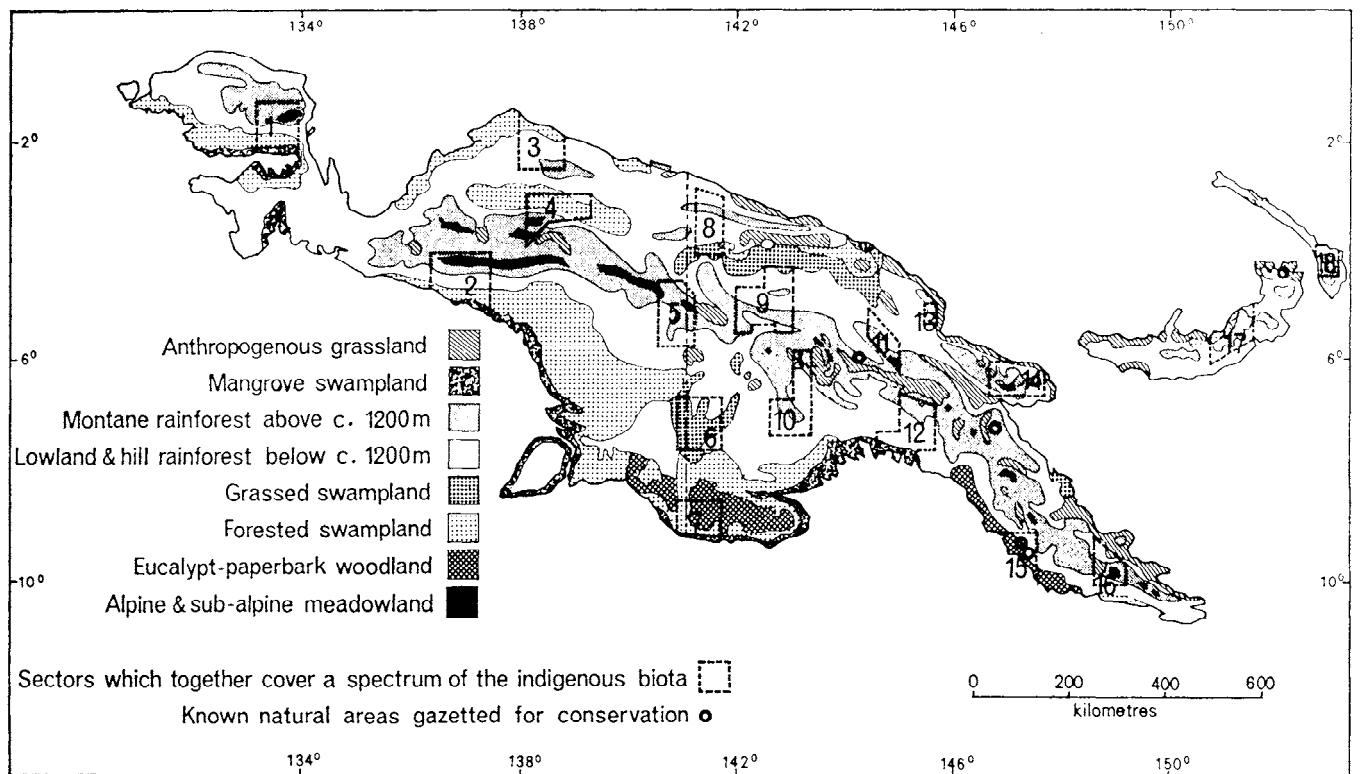 134° 138° 142° 146° 150°
2° 2°
6° 6°
10° 10°
1
2
3
4
5
6
8
9
10
11
12
13
14
15
16
17
18
Anthropogenous grassland
Mangrove swampland
Montane rainforest above c. 1200m
Lowland & hill rainforest below c. 1200m
Grassed swampland
Forested swampland
Eucalypt-paperbark woodland
Alpine & sub-alpine meadowland
Sectors which together cover a spectrum of the indigenous biota
Known natural areas gazetted for conservation
0 200 400 600
kilometres
134° 138° 142° 146° 150°